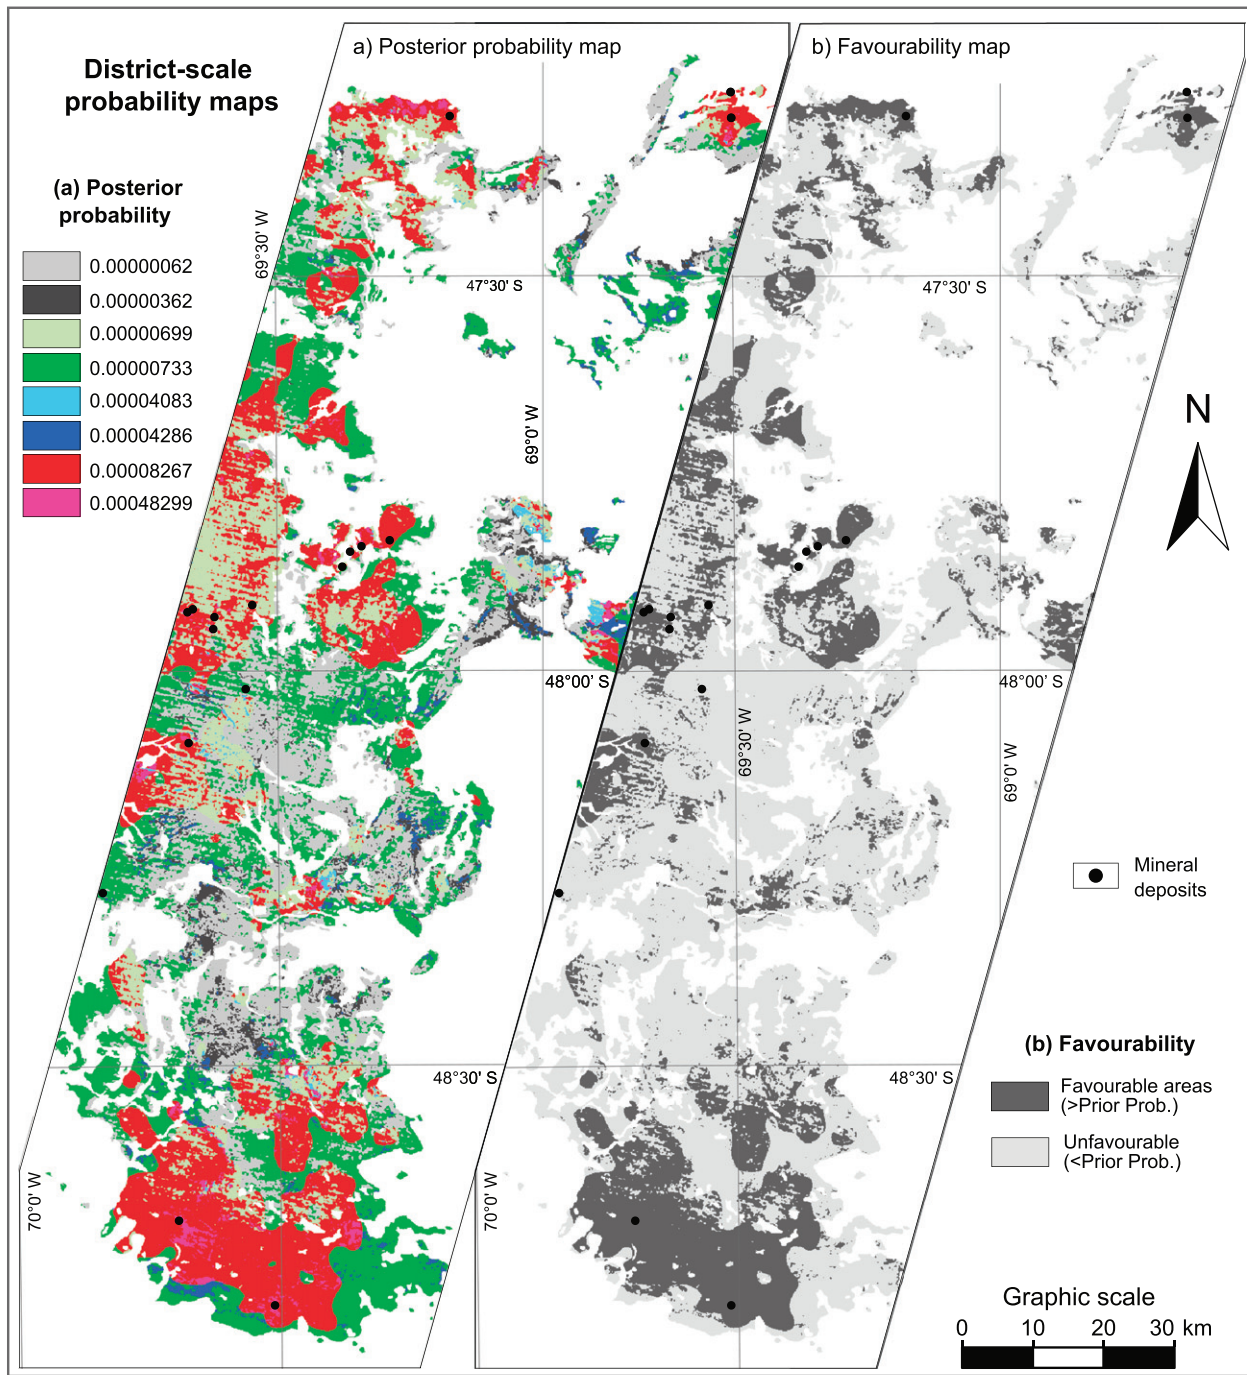 District-scale
probability maps
a) Posterior probability map
b) Favourability map
(a) Posterior
probability
0.00000062
0.00000362
0.00000699
0.00000733
0.00004083
0.00004286
0.00008267
0.00048299
69°30' W
47°30' S
47°30' S
69°0' W
N
48°00' S
48°00' S
69°30' W
69°0' W
Mineral
deposits
48°30' S
48°30' S
(b) Favourability
Favourable areas
(>Prior Prob.)
Unfavourable
(<Prior Prob.)
70°0' W
70°0' W
Graphic scale
0 10 20 30 km